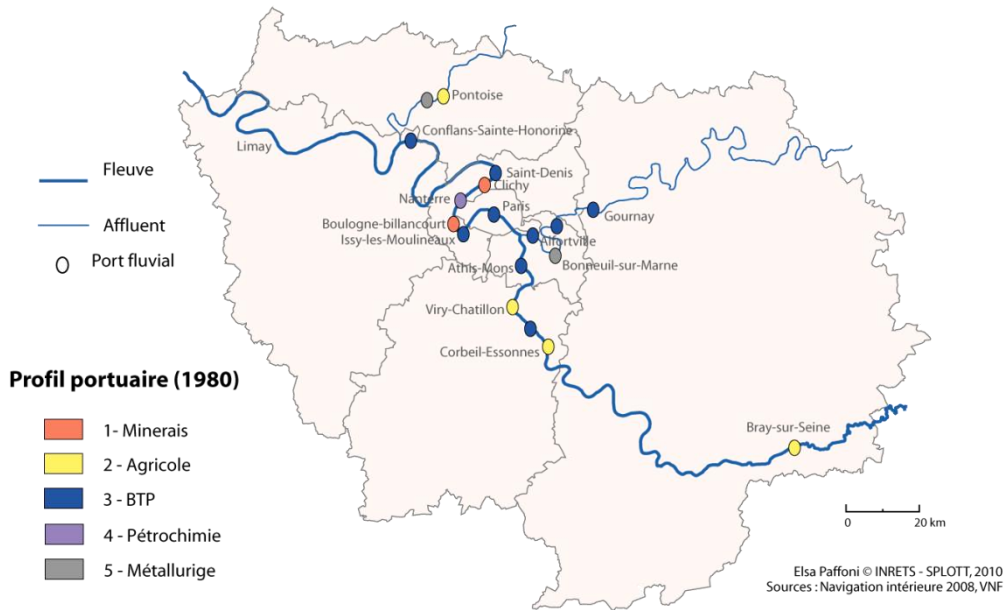 Pontoise
Conflans-Sainte-Honorine
Limay
Saint-Denis
Clichy
Nanterre
Paris
Boulogne-billancourt
Issy-les-Moulineaux
Gournay
Alfortville
Bonneuil-sur-Marne
Athis-Mons
Viry-Chatillon
Corbeil-Essonnes
Bray-sur-Seine
Fleuve
Affluent
Port fluvial
Profil portuaire (1980)
1- Minerais
2 - Agricole
3 - BTP
4 - Pétrochimie
5 - Métallurige
0 20 km
Elsa Paffoni © INRETS - SPLOTT, 2010
Sources : Navigation intérieure 2008, VNF